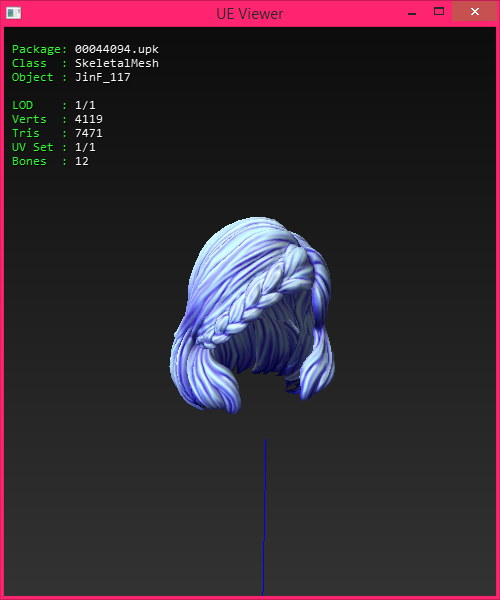 UE Viewer
Package: 00044094.upk
Class  : SkeletalMesh
Object : JinF_117
LOD    : 1/1
Verts  : 4119
Tris   : 7471
UV Set : 1/1
Bones  : 12